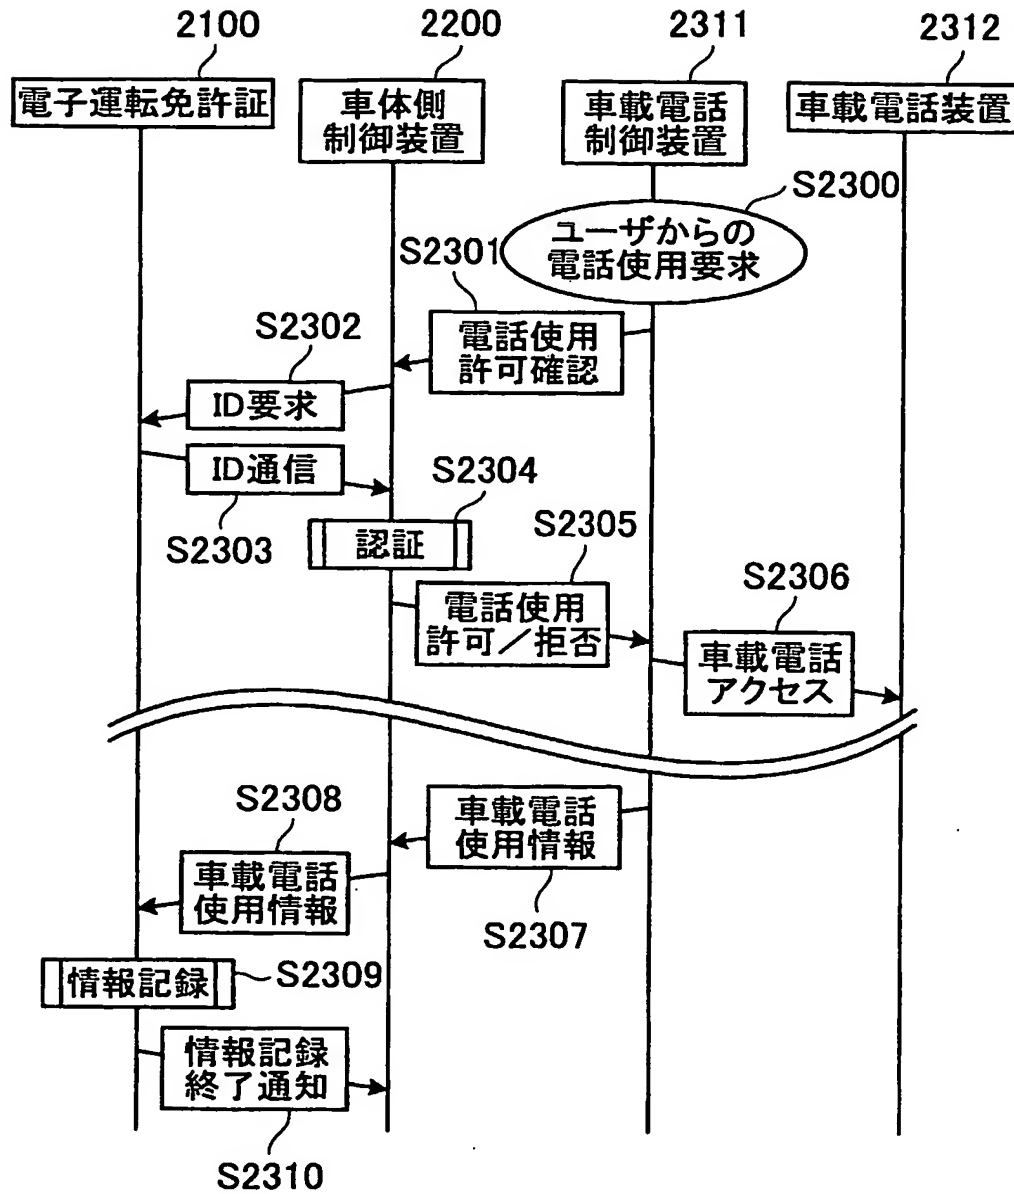 2100
2200
2311
2312
電子運転免許証
車体側
制御装置
車載電話
制御装置
車載電話装置
S2300
ユーザからの
電話使用要求
S2301
電話使用
許可確認
S2302
ID要求
ID通信
S2303
S2304
認証
S2305
電話使用
許可／拒否
S2306
車載電話
アクセス
車載電話
使用情報
S2307
S2308
車載電話
使用情報
情報記録
S2309
情報記録
終了通知
S2310